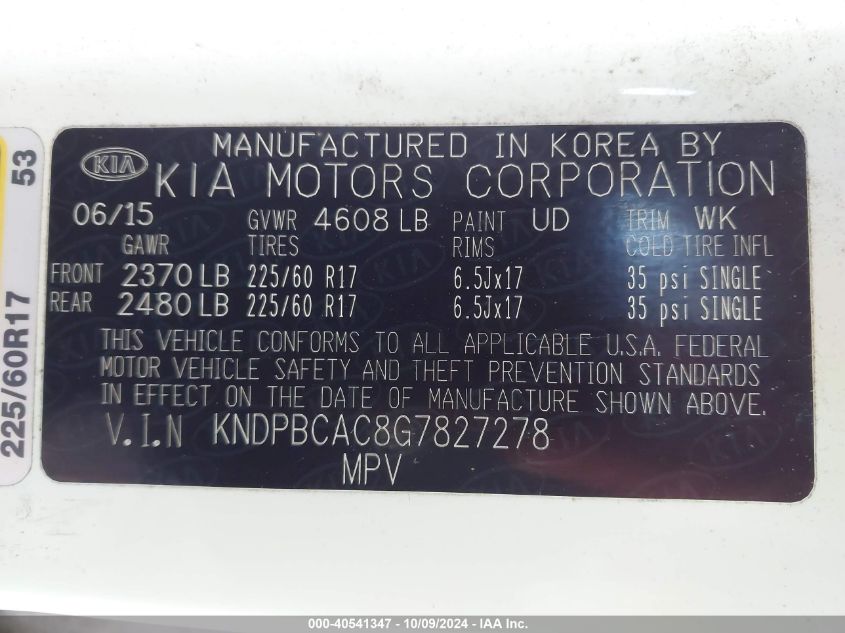 MANUFACTURED IN KOREA BY
KIA
KIA MOTORS CORPORATION
06/15 GVWR 4608 LB PAINT UD TRIM WK
GAWR TIRES RIMS COLD TIRE INFL
FRONT 2370 LB 225/60 R17 6.5Jx17 35 psi SINGLE
REAR 2480 LB 225/60 R17 6.5Jx17 35 psi SINGLE
THIS VEHICLE CONFORMS TO ALL APPLICABLE U.S.A. FEDERAL
MOTOR VEHICLE SAFETY AND THEFT PREVENTION STANDARDS
IN EFFECT ON THE DATE OF MANUFACTURE SHOWN ABOVE.
V.I.N KNDPBCAC8G7827278
MPV
225/60R17 53
000-40541347 - 10/09/2024 - IAA Inc.